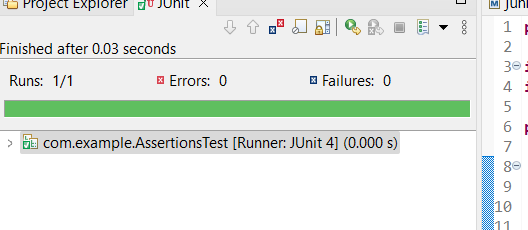 Project Explorer JUnit
Finished after 0.03 seconds
Runs: 1/1 Errors: 0 Failures: 0
com.example.AssertionsTest [Runner: JUnit 4] (0.000 s)
1
2
3
4
6
7
8
9
10
11